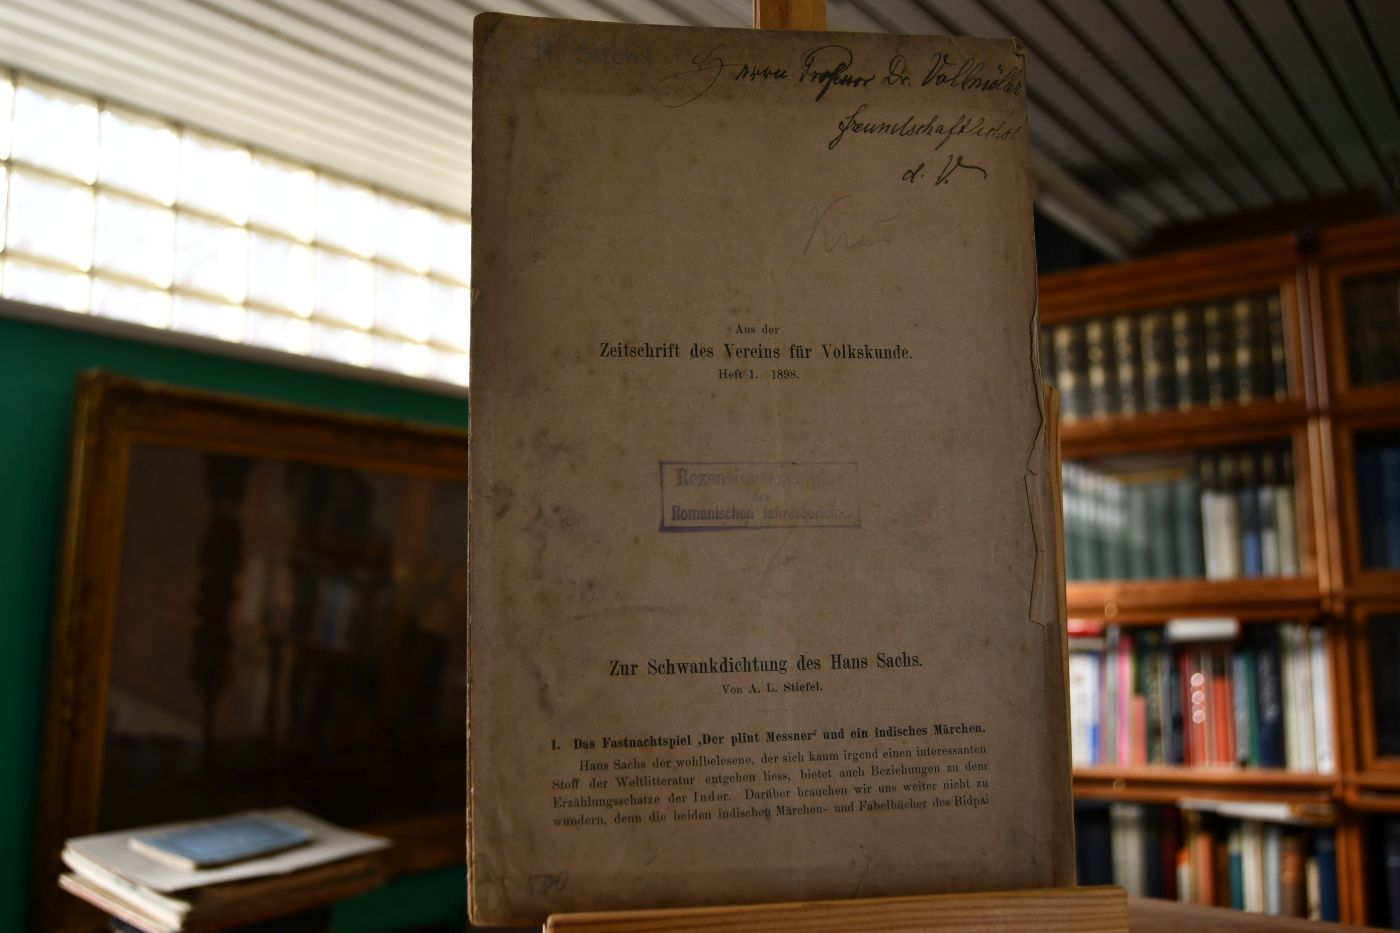 H. Sachs
Herrn Professor Dr. Vollmöller
freundschaftlichst
d. V.
Aus der
Zeitschrift des Vereins für Volkskunde.
Heft 1. 1898.
Rezensionsexemplar
des
Romanischen Jahresberichts.
Zur Schwankdichtung des Hans Sachs.
Von A. L. Stiefel.
1. Das Fastnachtspiel ‚Der plint Messner‘ und ein indisches Märchen.
Hans Sachs der wohlbelesene, der sich kaum irgend einen interessanten
Stoff der Weltlitteratur entgehen liess, bietet auch Beziehungen zu dem
Erzählungsschatze der Inder. Darüber brauchen wir uns weiter nicht zu
wundern, denn die beiden indischen Märchen- und Fabelbücher des Bidpai
500